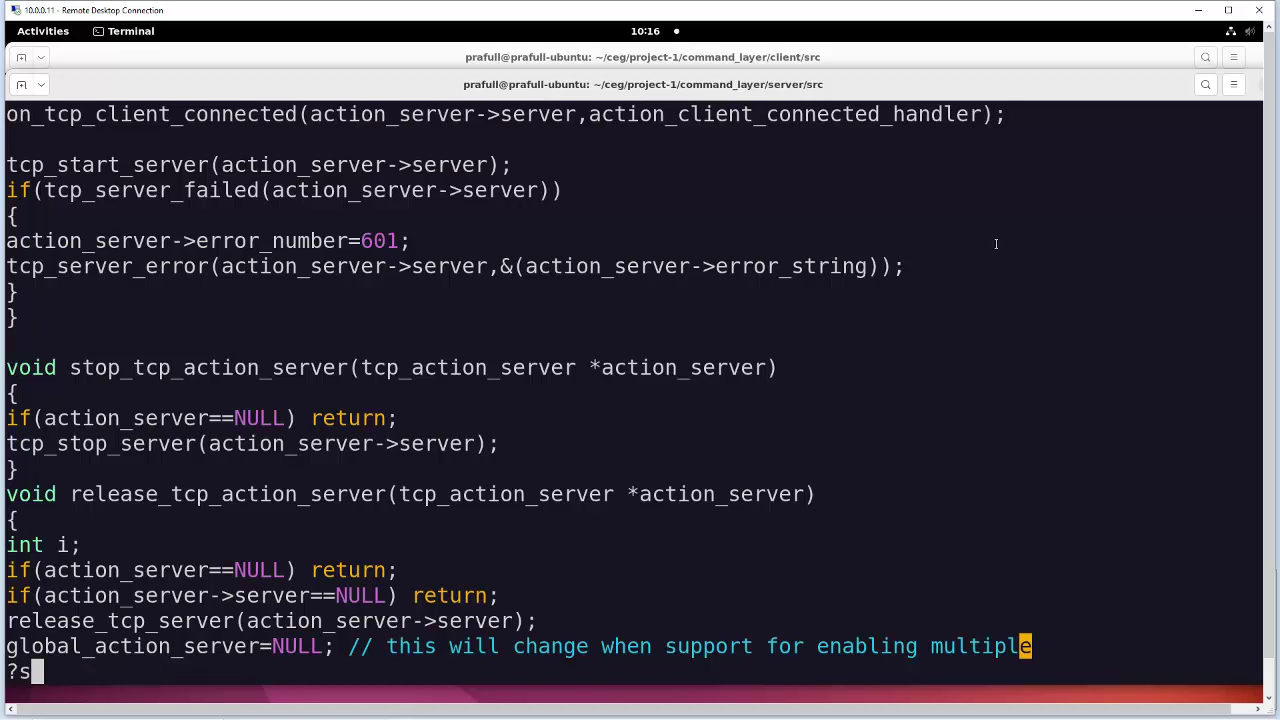 10.0.0.11 - Remote Desktop Connection
Activities Terminal 10:16
prafull@prafull-ubuntu: ~/ceg/project-1/command_layer/client/src
prafull@prafull-ubuntu: ~/ceg/project-1/command_layer/server/src
on_tcp_client_connected(action_server->server,action_client_connected_handler);
tcp_start_server(action_server->server);
if(tcp_server_failed(action_server->server))
{
action_server->error_number=601;
tcp_server_error(action_server->server,&(action_server->error_string));
}
}
void stop_tcp_action_server(tcp_action_server *action_server)
{
if(action_server==NULL) return;
tcp_stop_server(action_server->server);
}
void release_tcp_action_server(tcp_action_server *action_server)
{
int i;
if(action_server==NULL) return;
if(action_server->server==NULL) return;
release_tcp_server(action_server->server);
global_action_server=NULL; // this will change when support for enabling multiple
?s